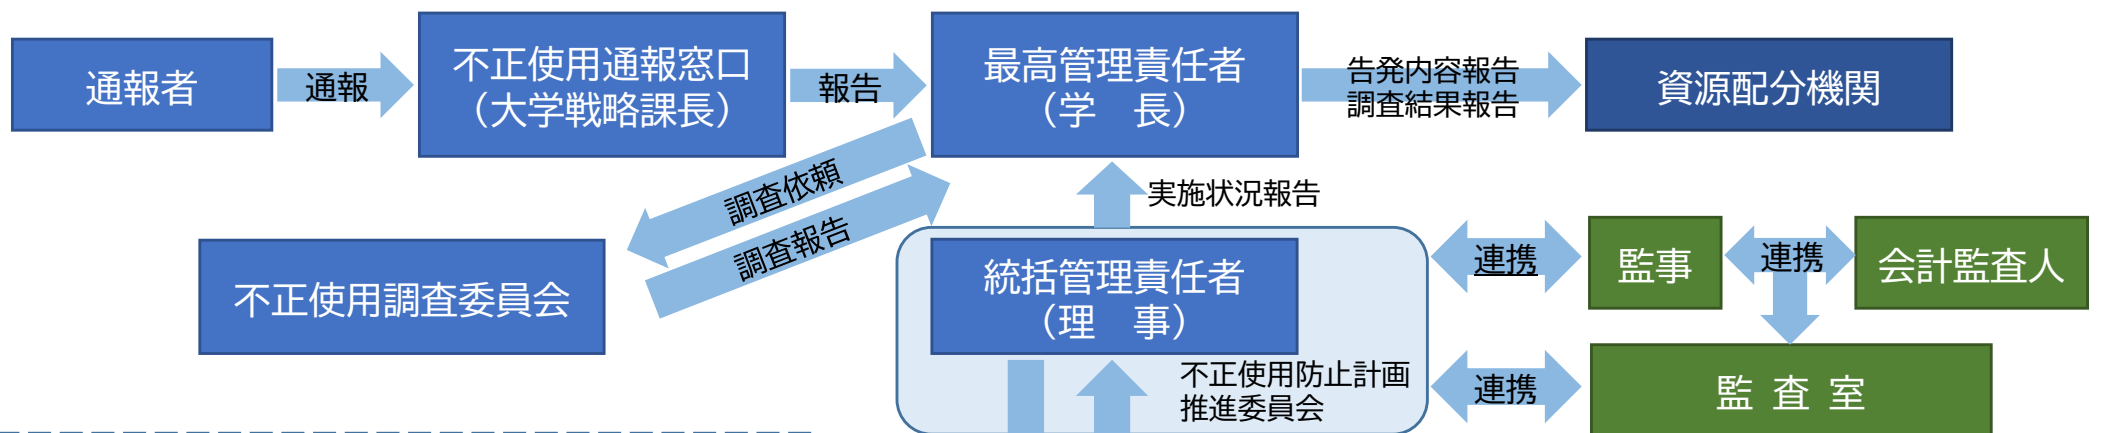 通報者
通報
不正使用通報窓口
（大学戦略課長）
報告
最高管理責任者
（学　長）
告発内容報告
調査結果報告
資源配分機関
調査依頼
調査報告
実施状況報告
不正使用調査委員会
統括管理責任者
（理　事）
連携
監事
連携
会計監査人
不正使用防止計画
推進委員会
連携
監 査 室